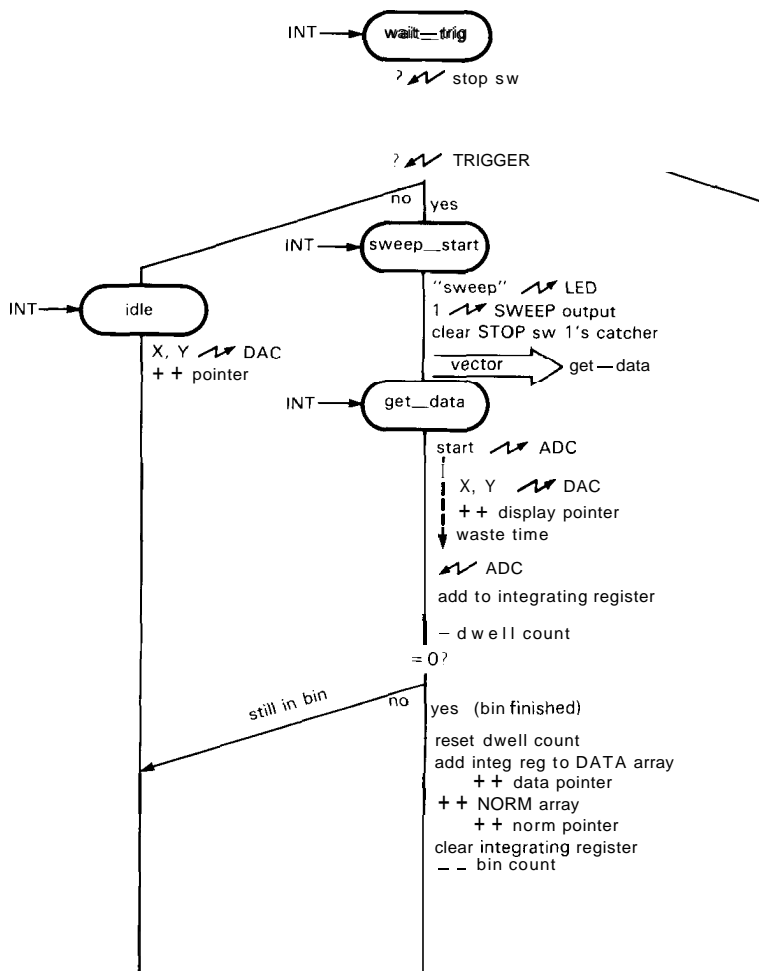 INT wait_trig
? stop sw
? TRIGGER
no yes
INT sweep_start
"sweep" LED
1 SWEEP output
clear STOP sw 1's catcher
vector get_data
INT idle
X, Y DAC
++ pointer
INT get_data
start ADC
X, Y DAC
++ display pointer
waste time
ADC
add to integrating register
- dwell count
= 0?
still in bin
no yes (bin finished)
reset dwell count
add integ reg to DATA array
++ data pointer
++ NORM array
++ norm pointer
clear integrating register
-- bin count